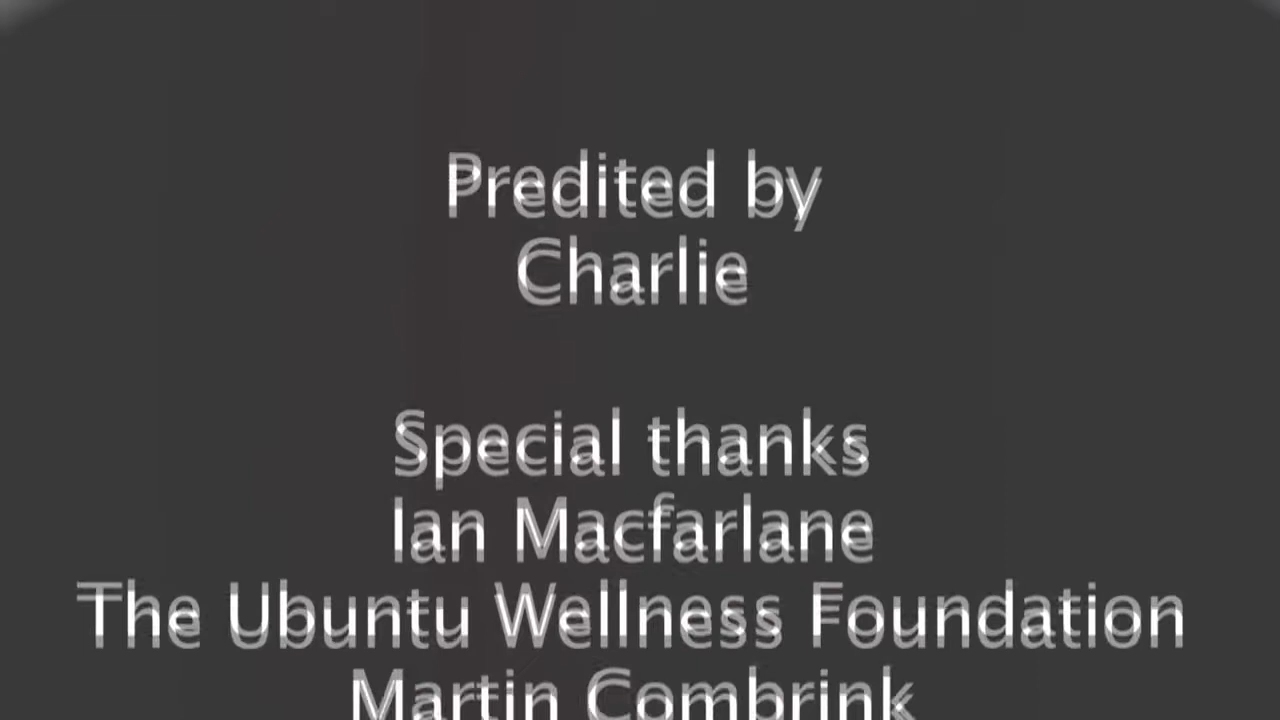 Predited by
Charlie
Special thanks
Ian Macfarlane
The Ubuntu Wellness Foundation
Martin Combrink